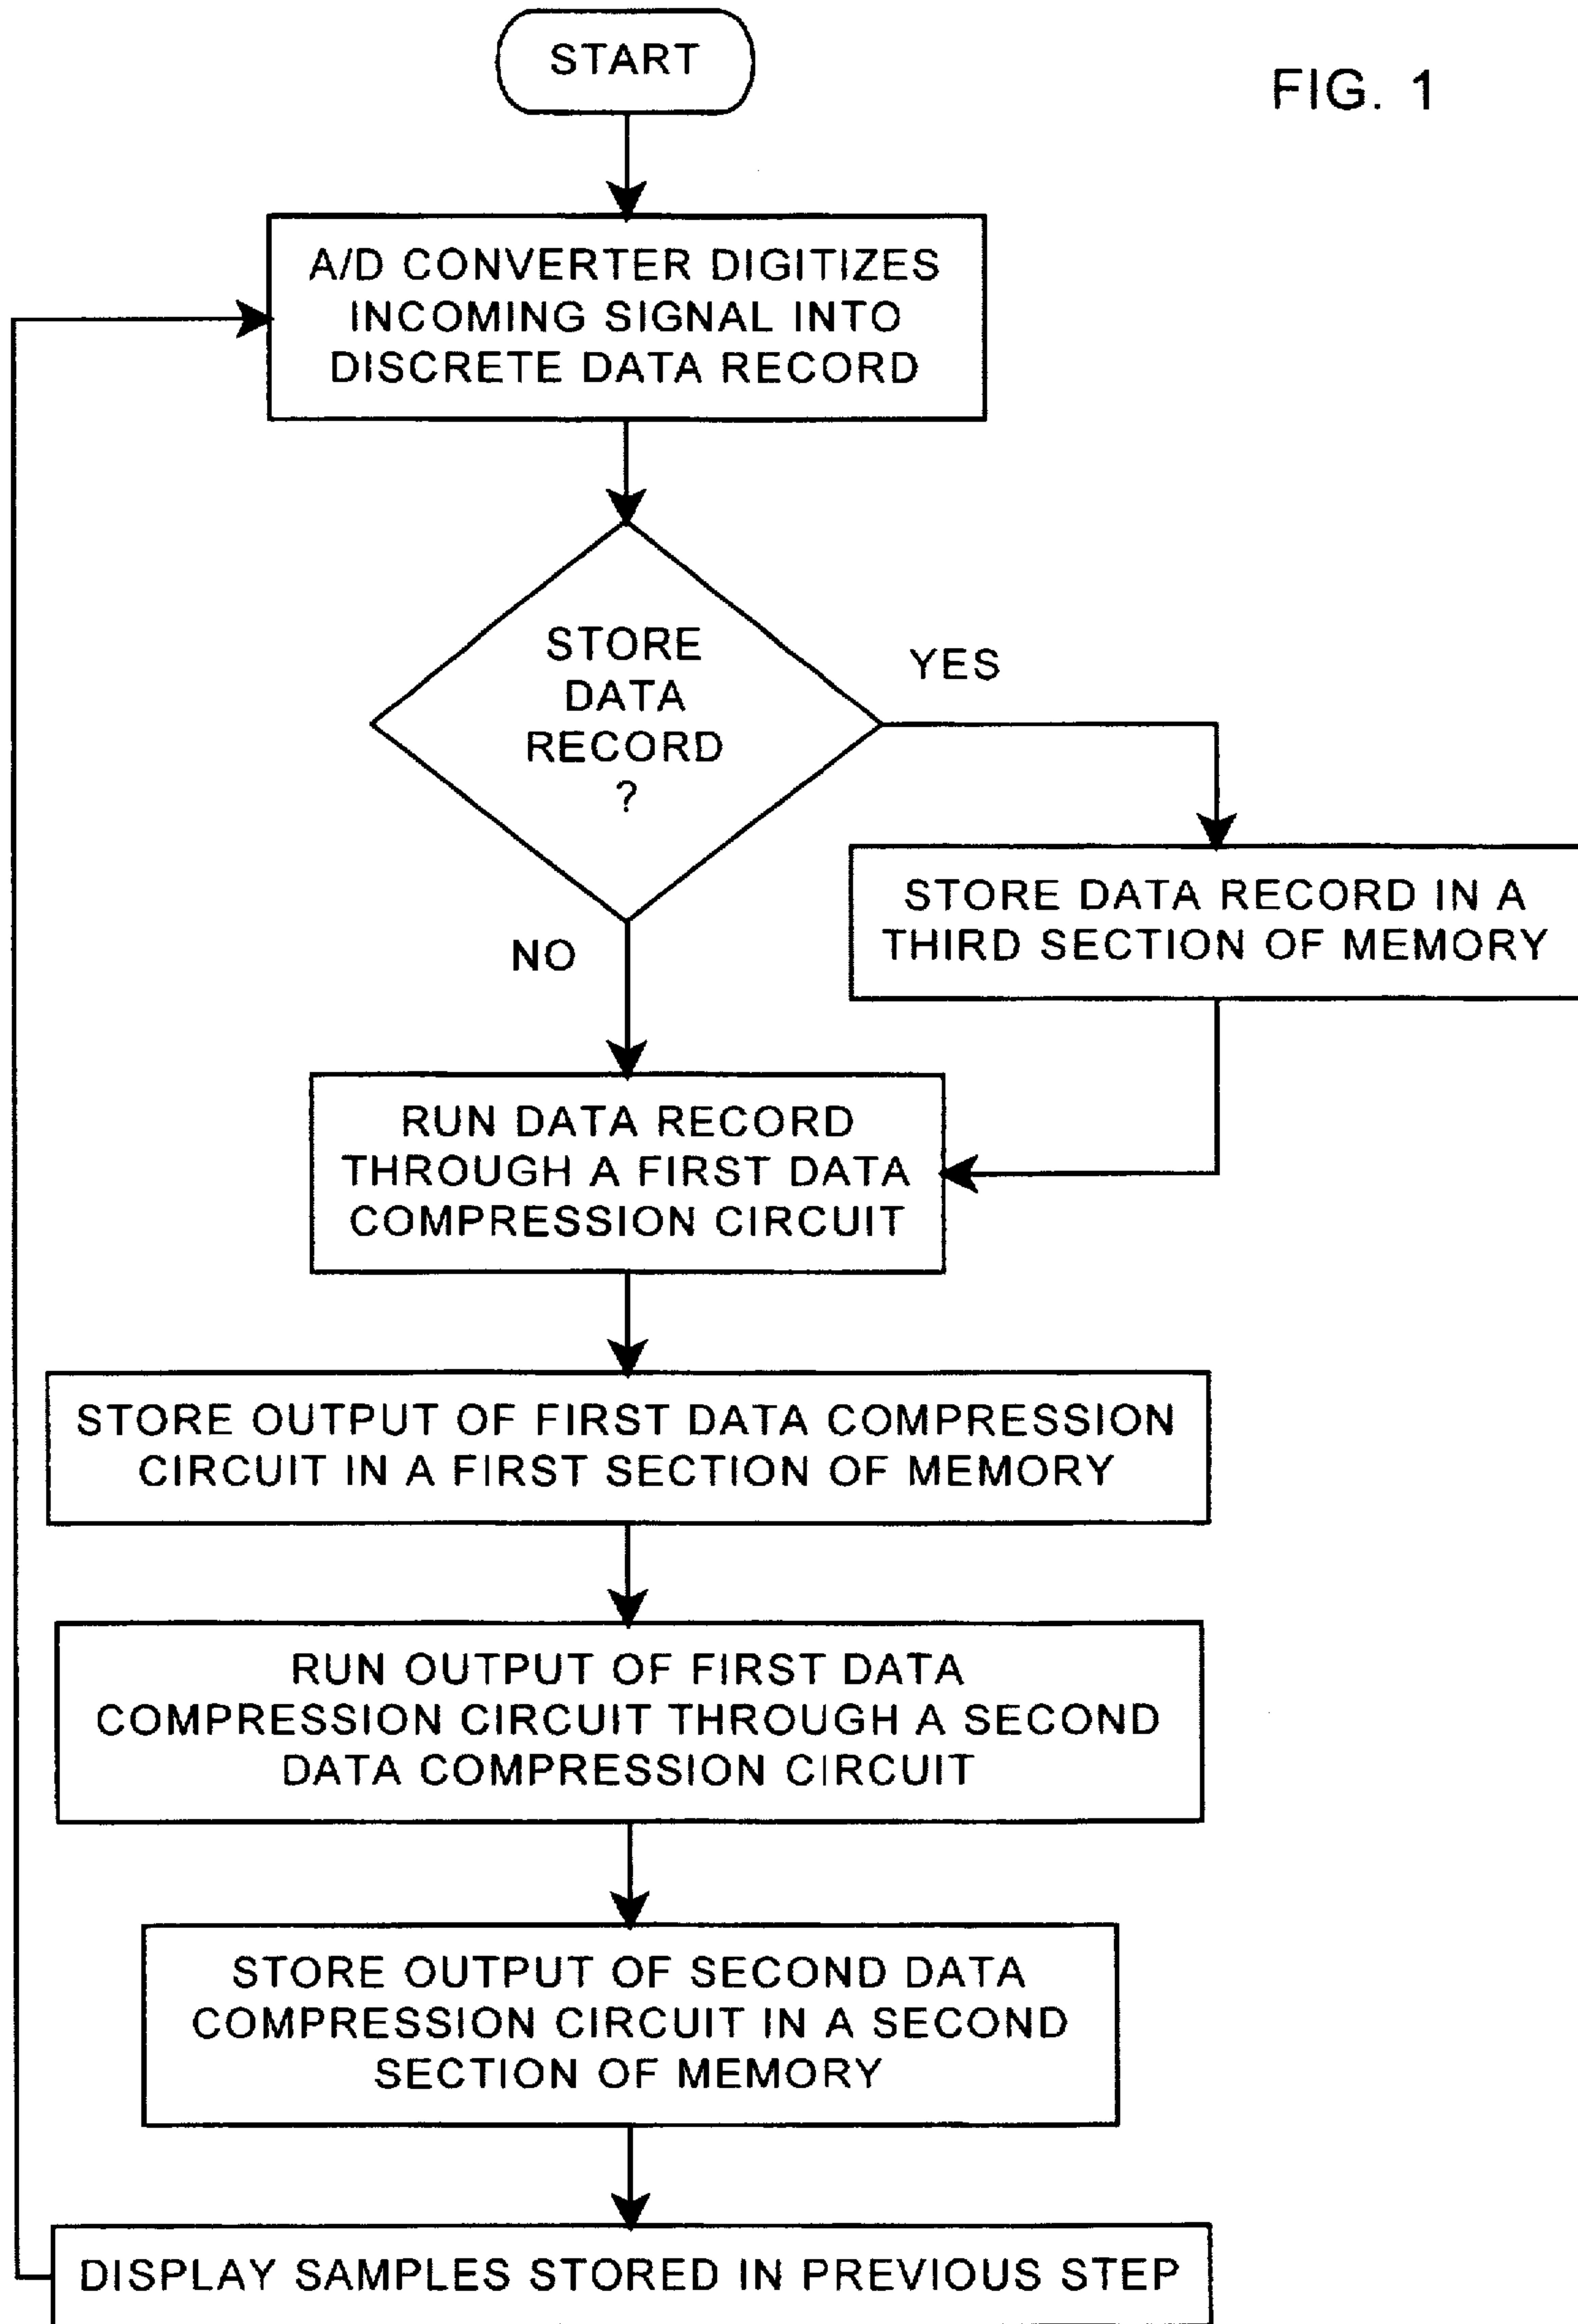 START
FIG. 1
A/D CONVERTER DIGITIZES
INCOMING SIGNAL INTO
DISCRETE DATA RECORD
STORE
DATA
RECORD
?
YES
NO
STORE DATA RECORD IN A
THIRD SECTION OF MEMORY
RUN DATA RECORD
THROUGH A FIRST DATA
COMPRESSION CIRCUIT
STORE OUTPUT OF FIRST DATA COMPRESSION
CIRCUIT IN A FIRST SECTION OF MEMORY
RUN OUTPUT OF FIRST DATA
COMPRESSION CIRCUIT THROUGH A SECOND
DATA COMPRESSION CIRCUIT
STORE OUTPUT OF SECOND DATA
COMPRESSION CIRCUIT IN A SECOND
SECTION OF MEMORY
DISPLAY SAMPLES STORED IN PREVIOUS STEP